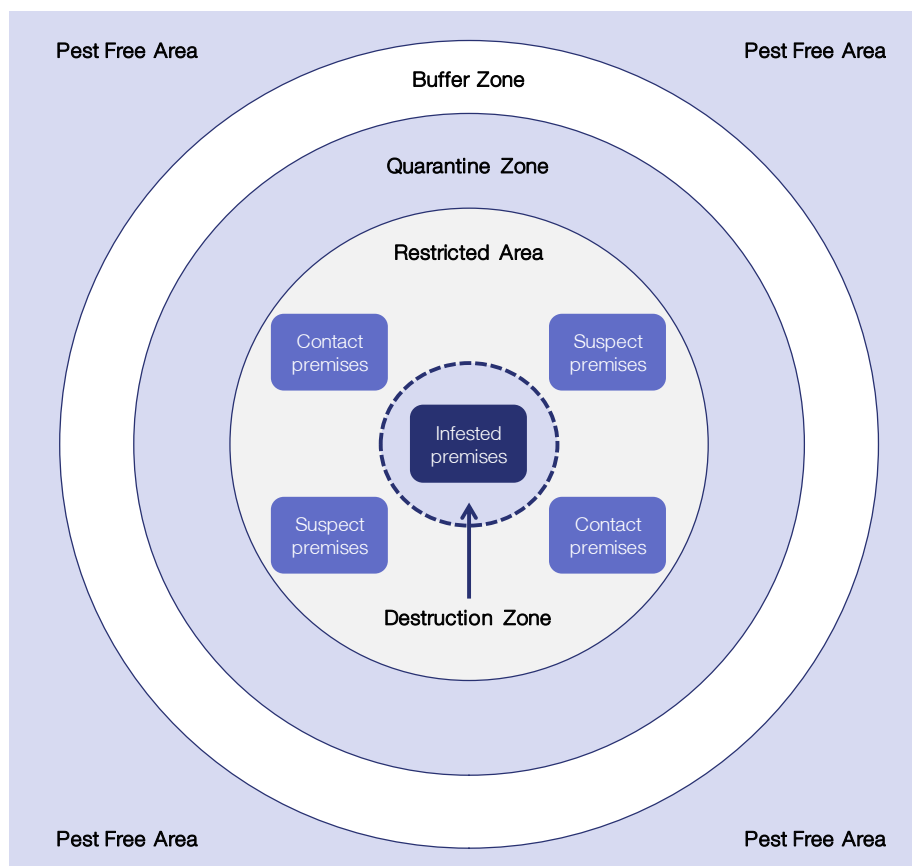 Pest Free Area
Pest Free Area
Buffer Zone
Quarantine Zone
Restricted Area
Contact
premises
Suspect
premises
Infested
premises
Suspect
premises
Contact
premises
Destruction Zone
Pest Free Area
Pest Free Area